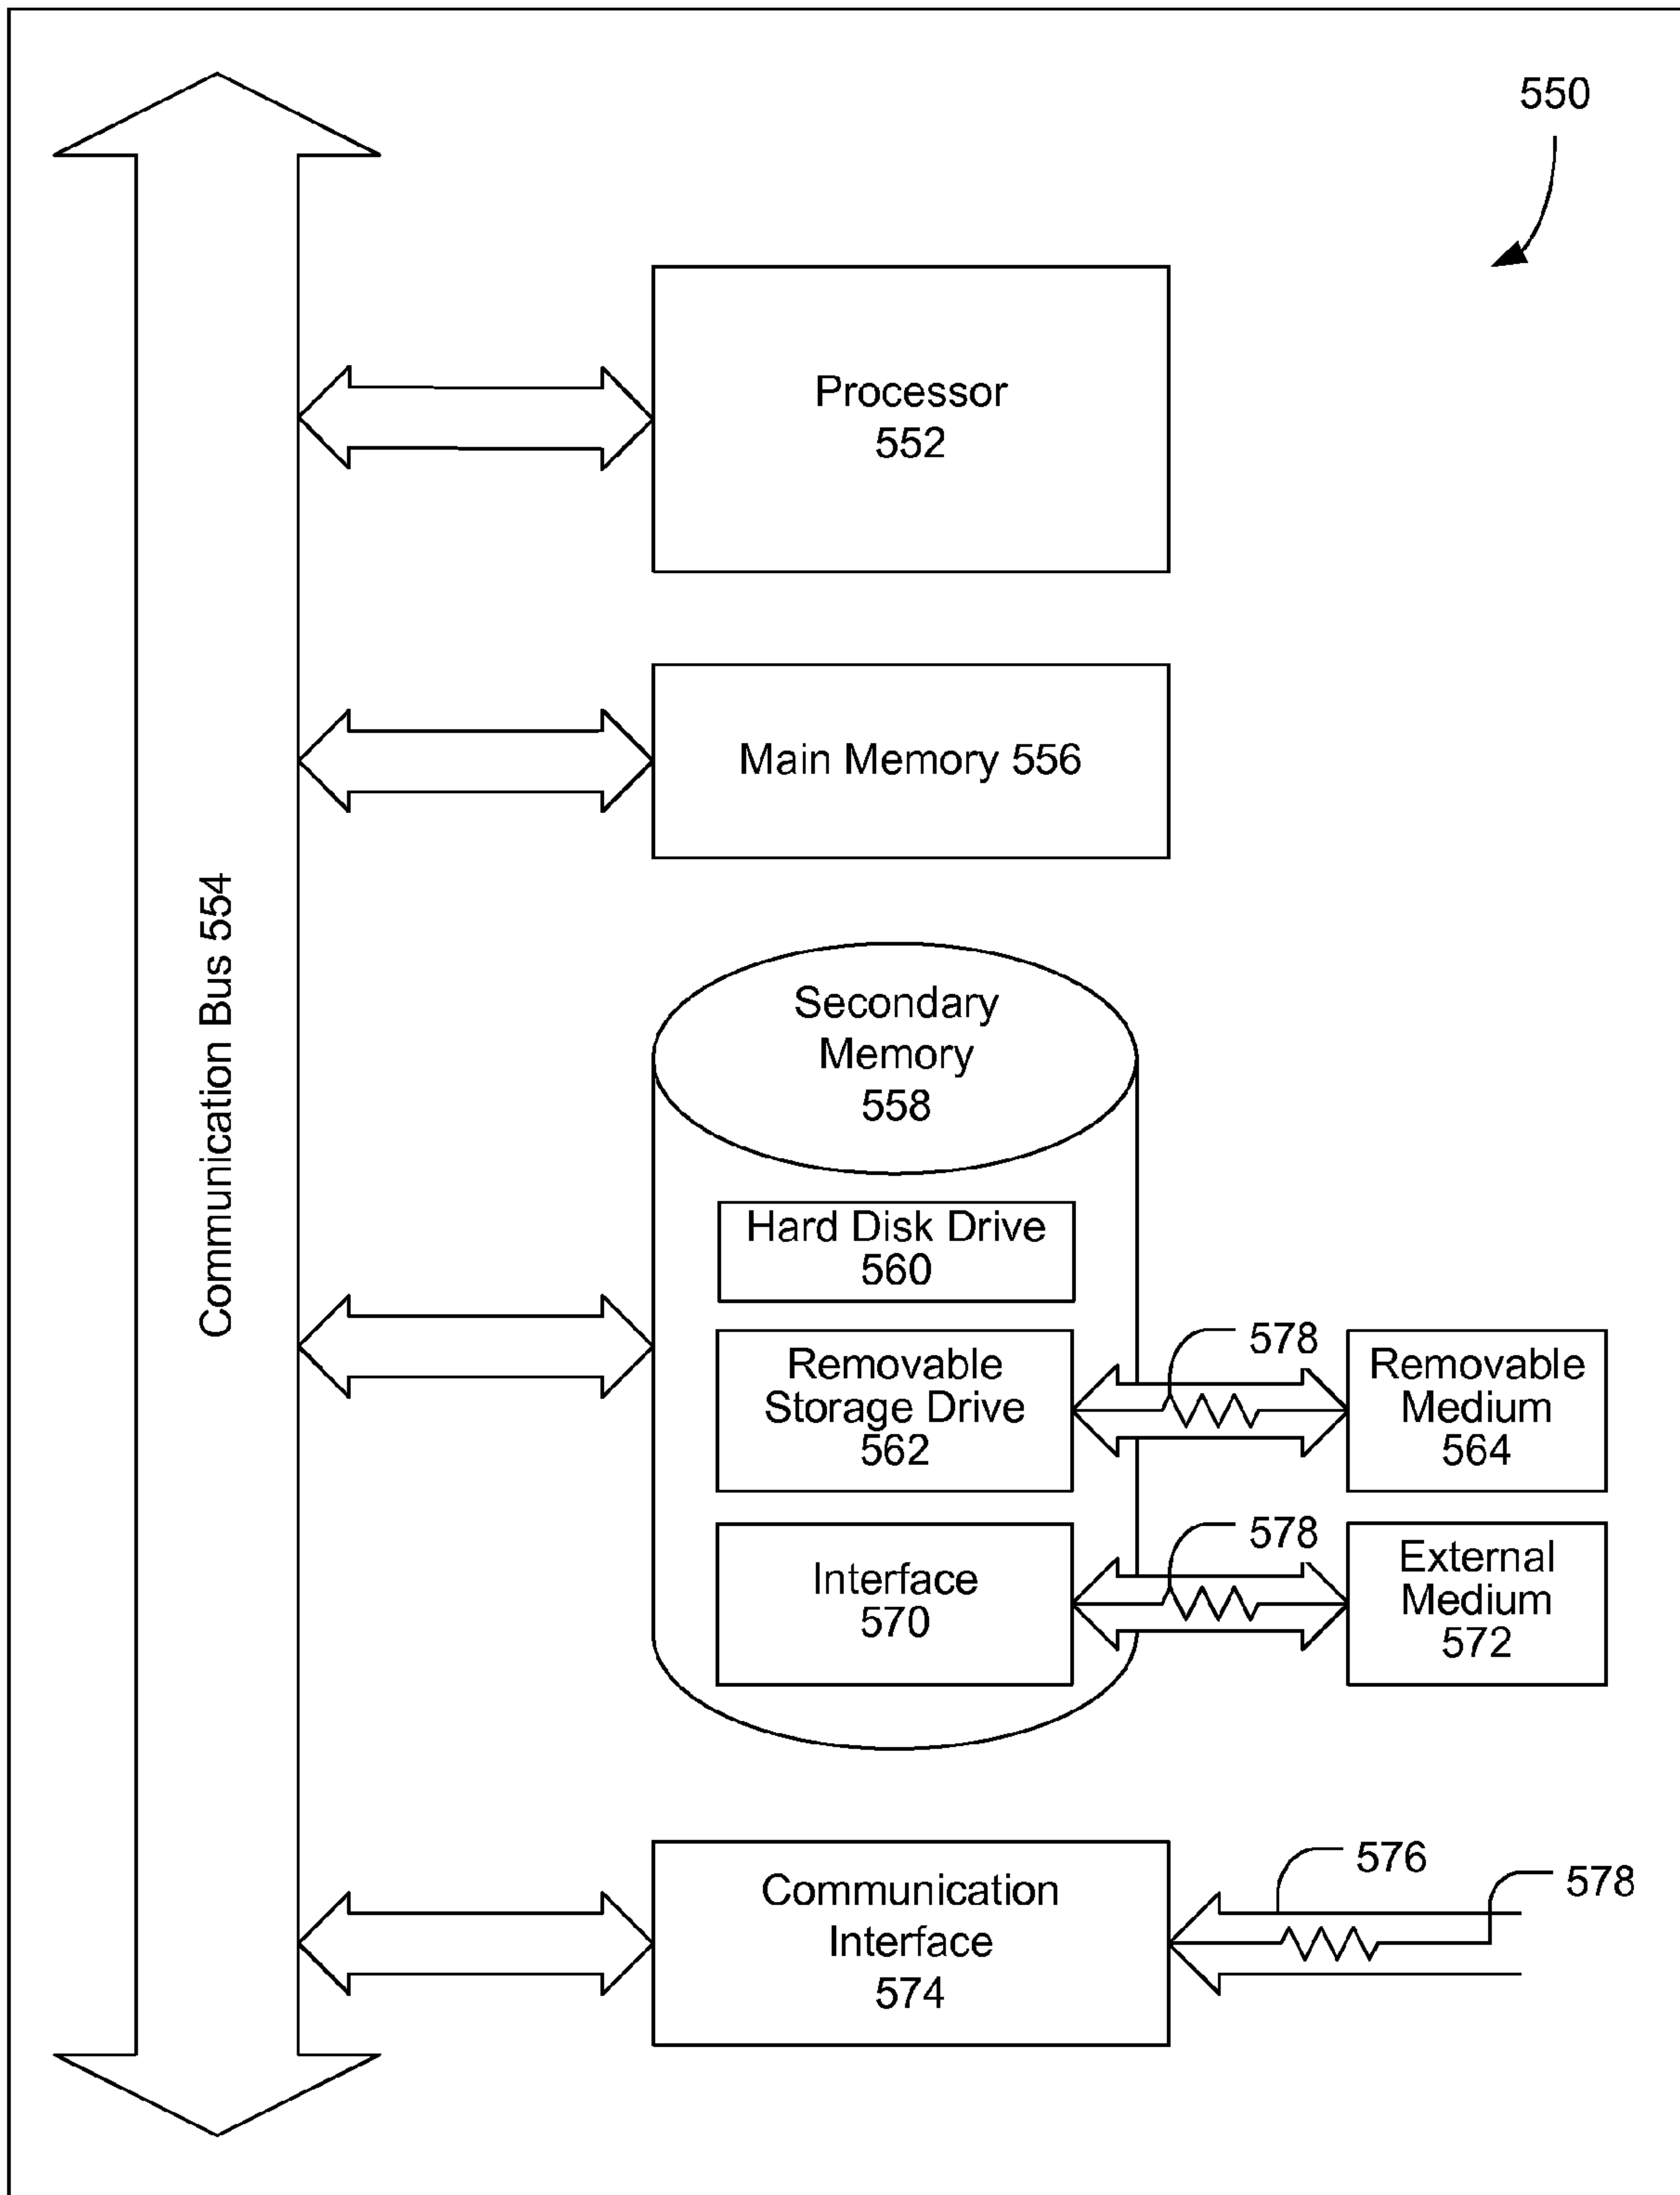 550
Processor
552
Main Memory 556
Communication Bus 554
Secondary
Memory
558
Hard Disk Drive
560
Removable
Storage Drive
562
578
Removable
Medium
564
Interface
570
578
External
Medium
572
Communication
Interface
574
576
578